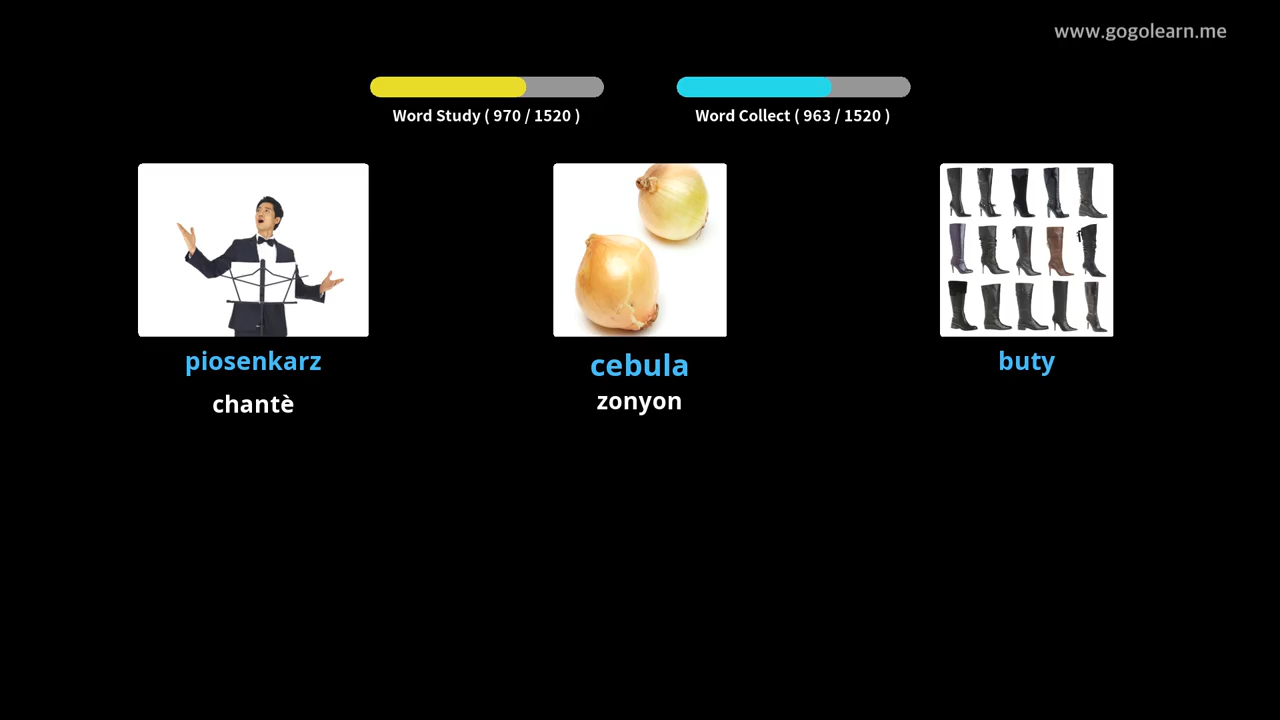 www.gogolearn.me
Word Study ( 970 / 1520 )
Word Collect ( 963 / 1520 )
piosenkarz
cebula
buty
chantè
zonyon